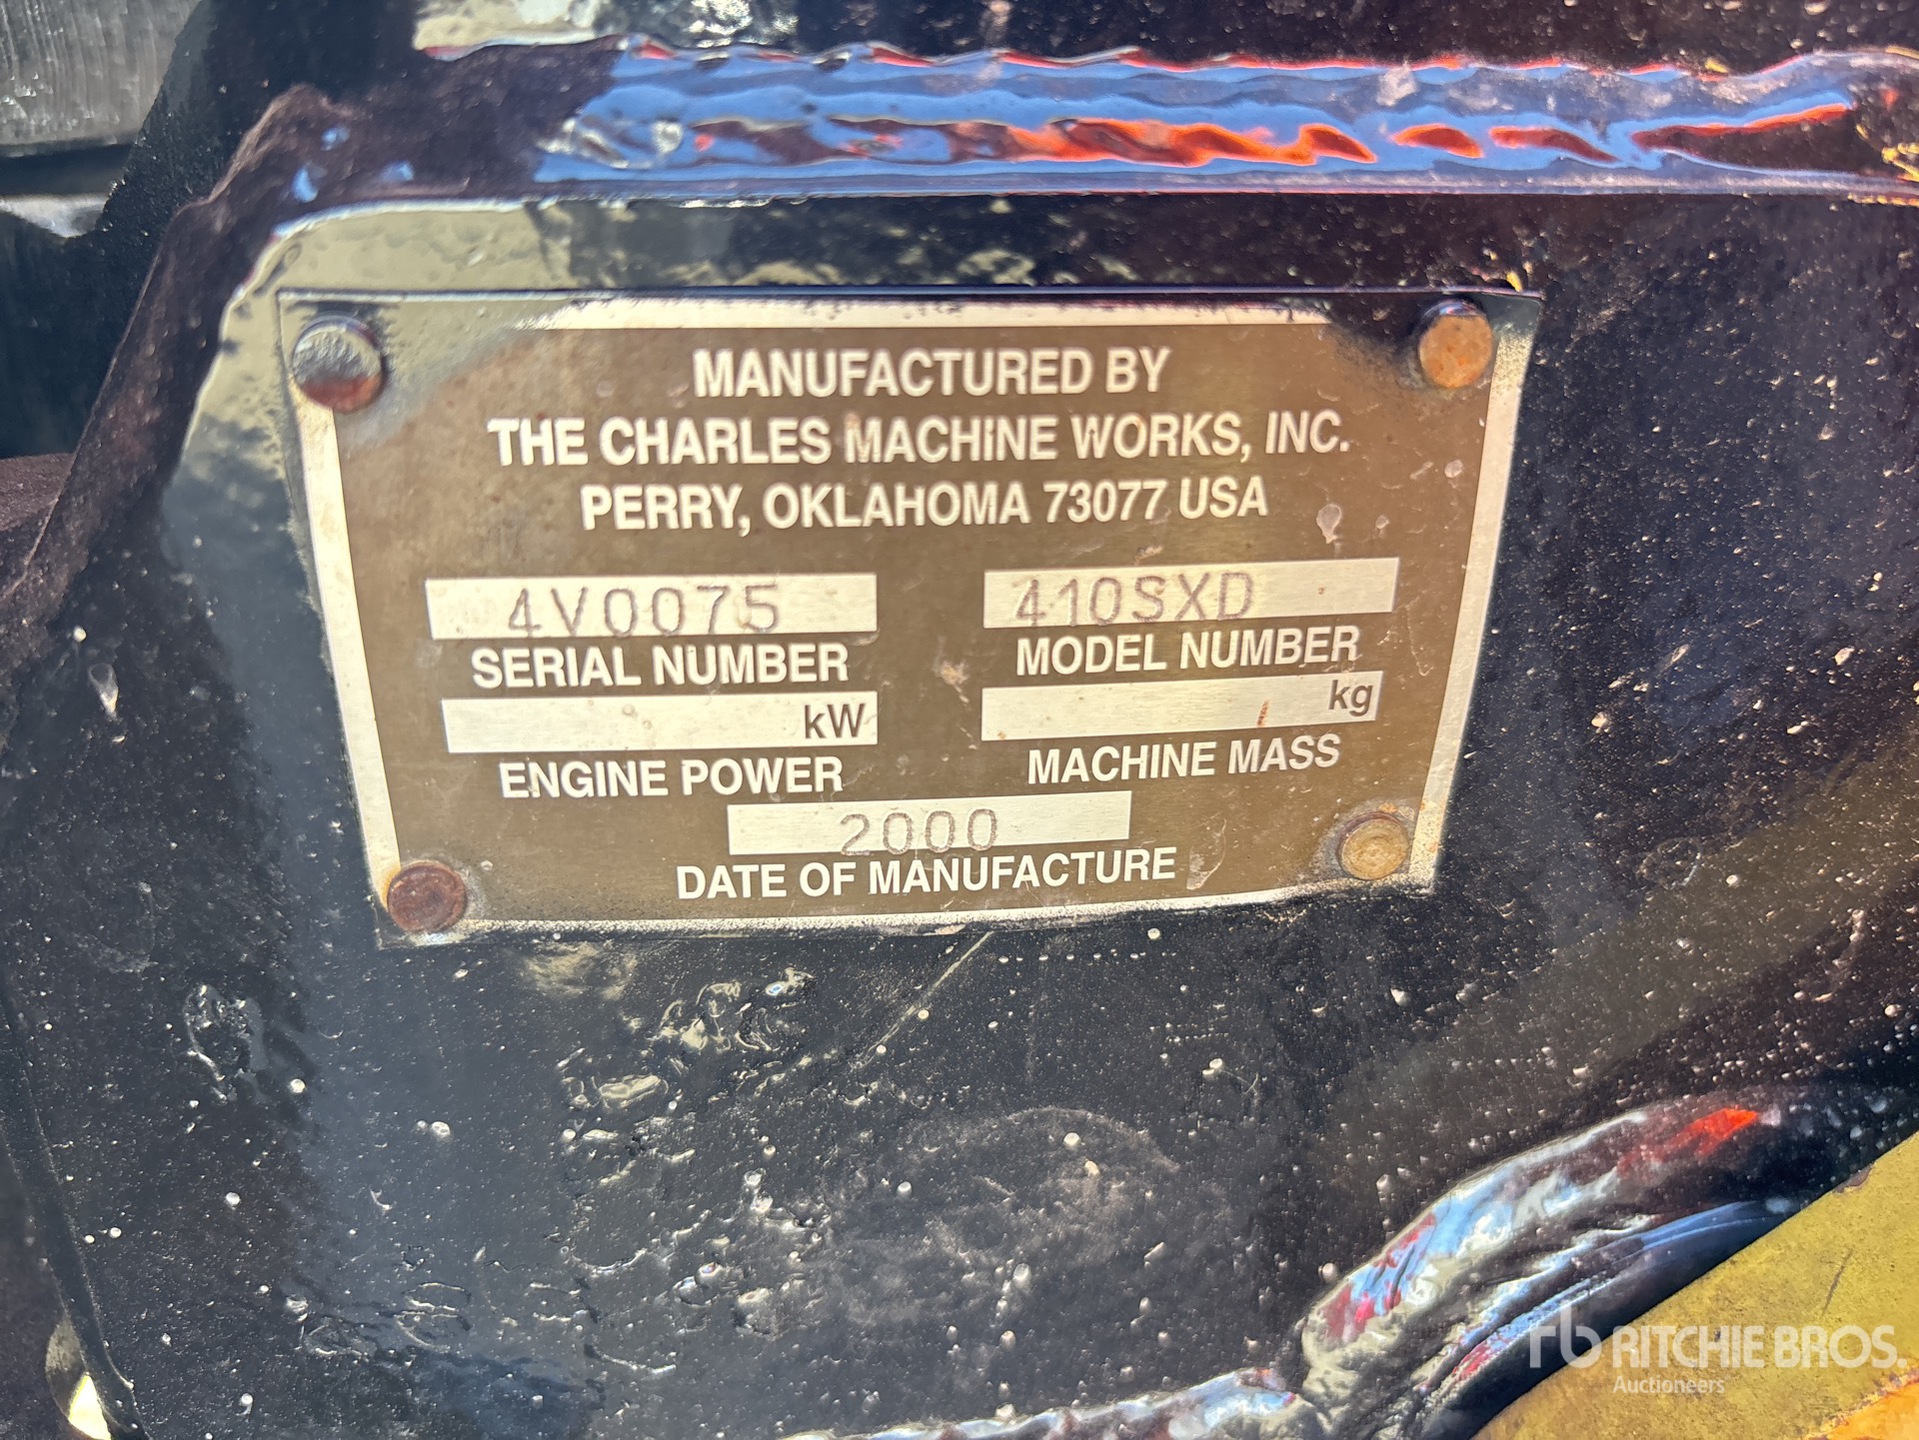 MANUFACTURED BY
THE CHARLES MACHINE WORKS, INC.
PERRY, OKLAHOMA 73077 USA
4V0075 410SXD
SERIAL NUMBER MODEL NUMBER
kW kg
ENGINE POWER MACHINE MASS
2000
DATE OF MANUFACTURE
rb RITCHIE BROS.
Auctioneers